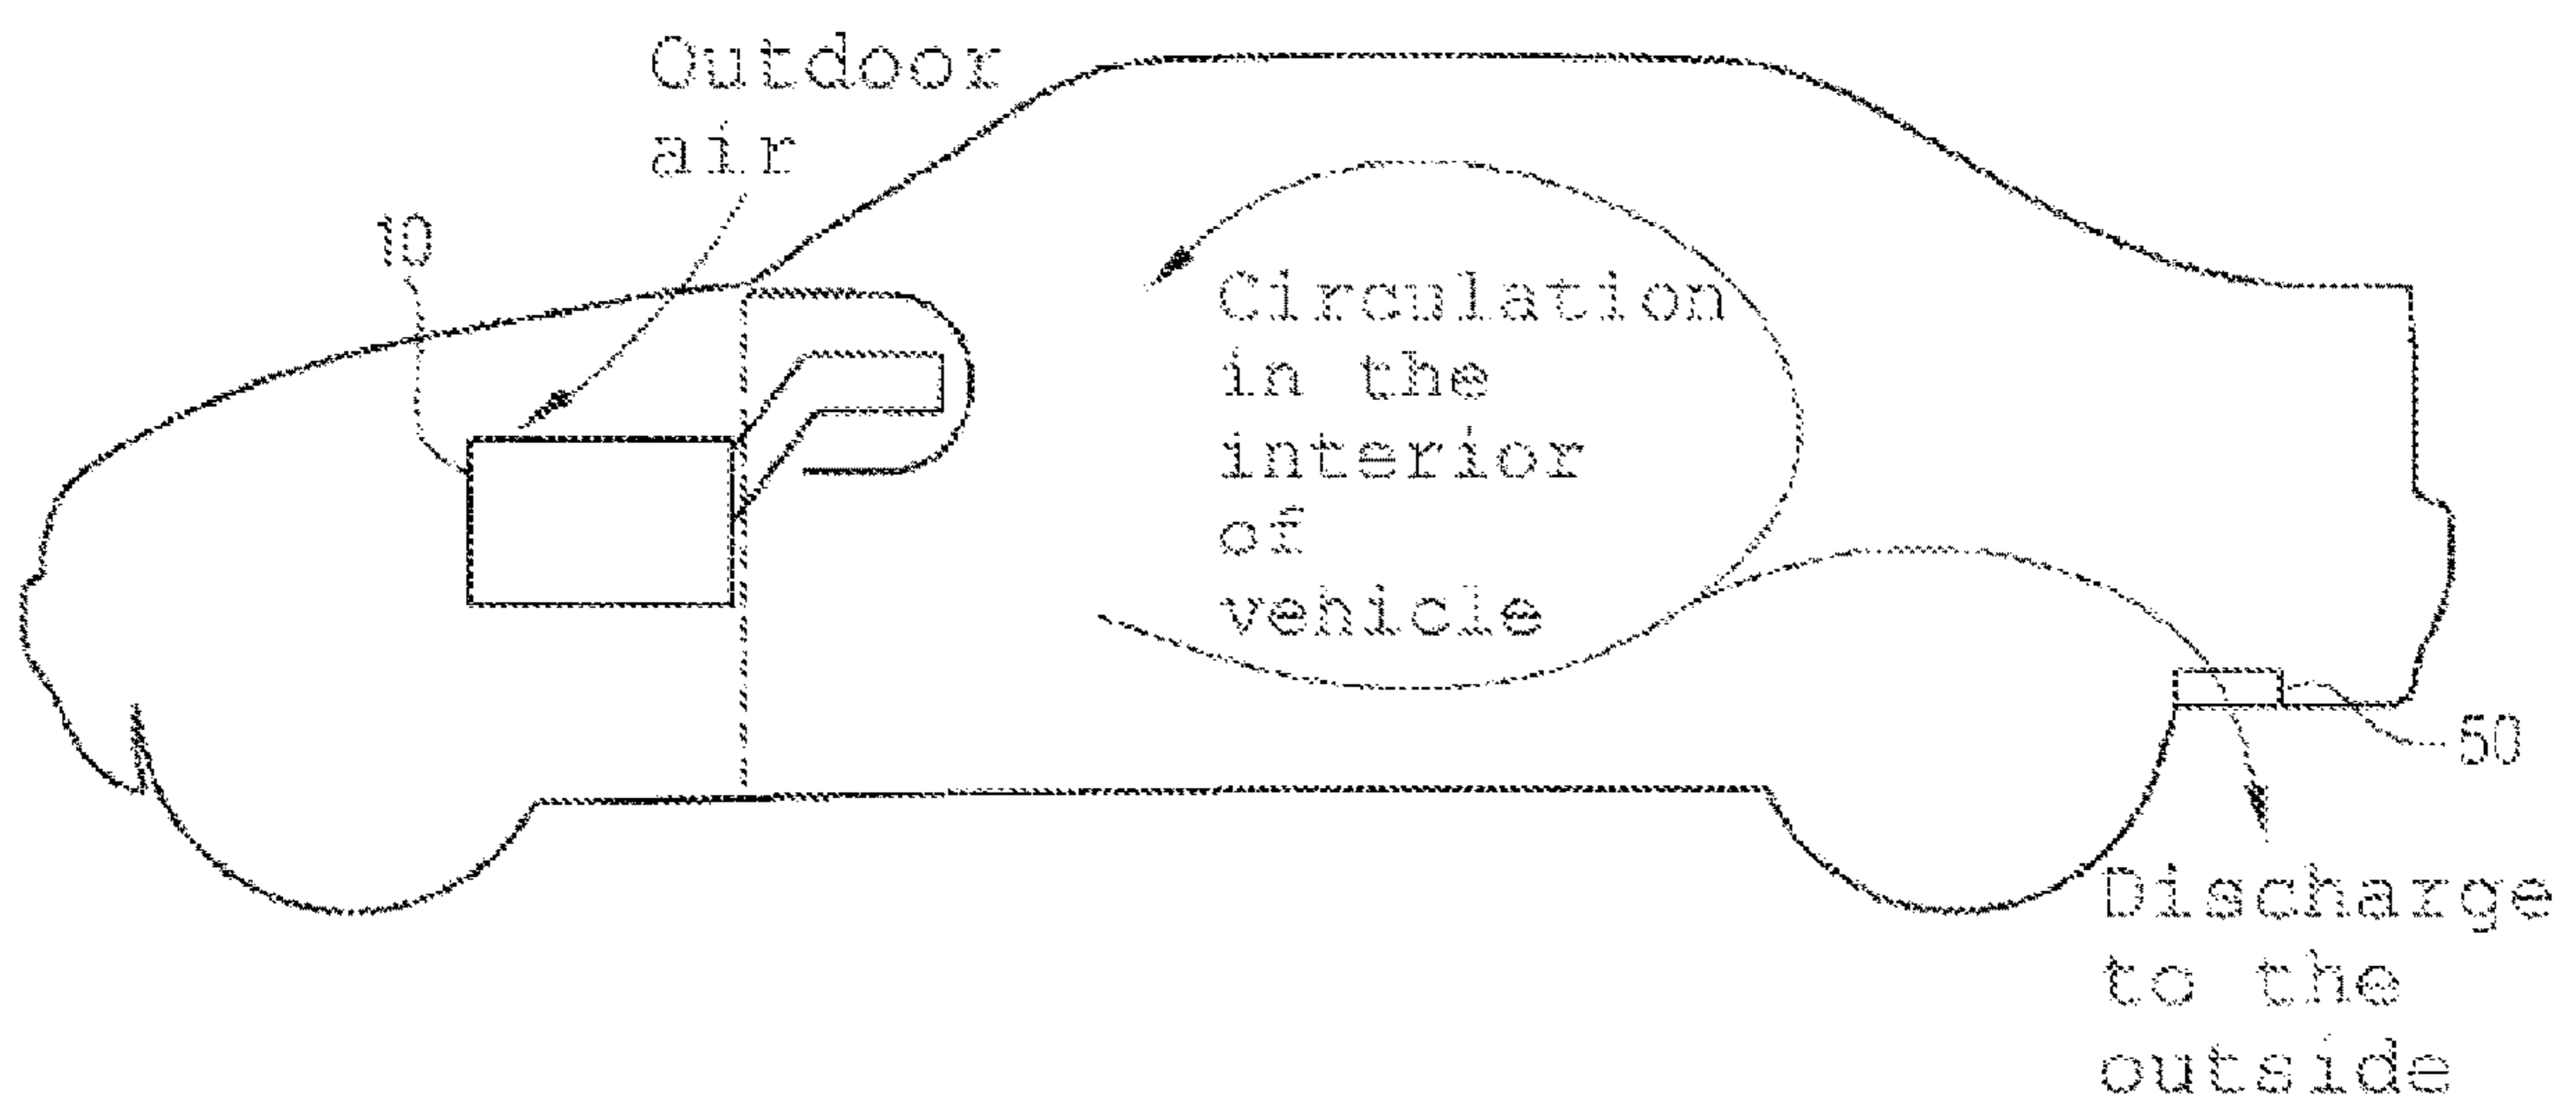 Outdoor
air
10
Circulation
in the
interior
of
vehicle
50
Discharge
to the
outside